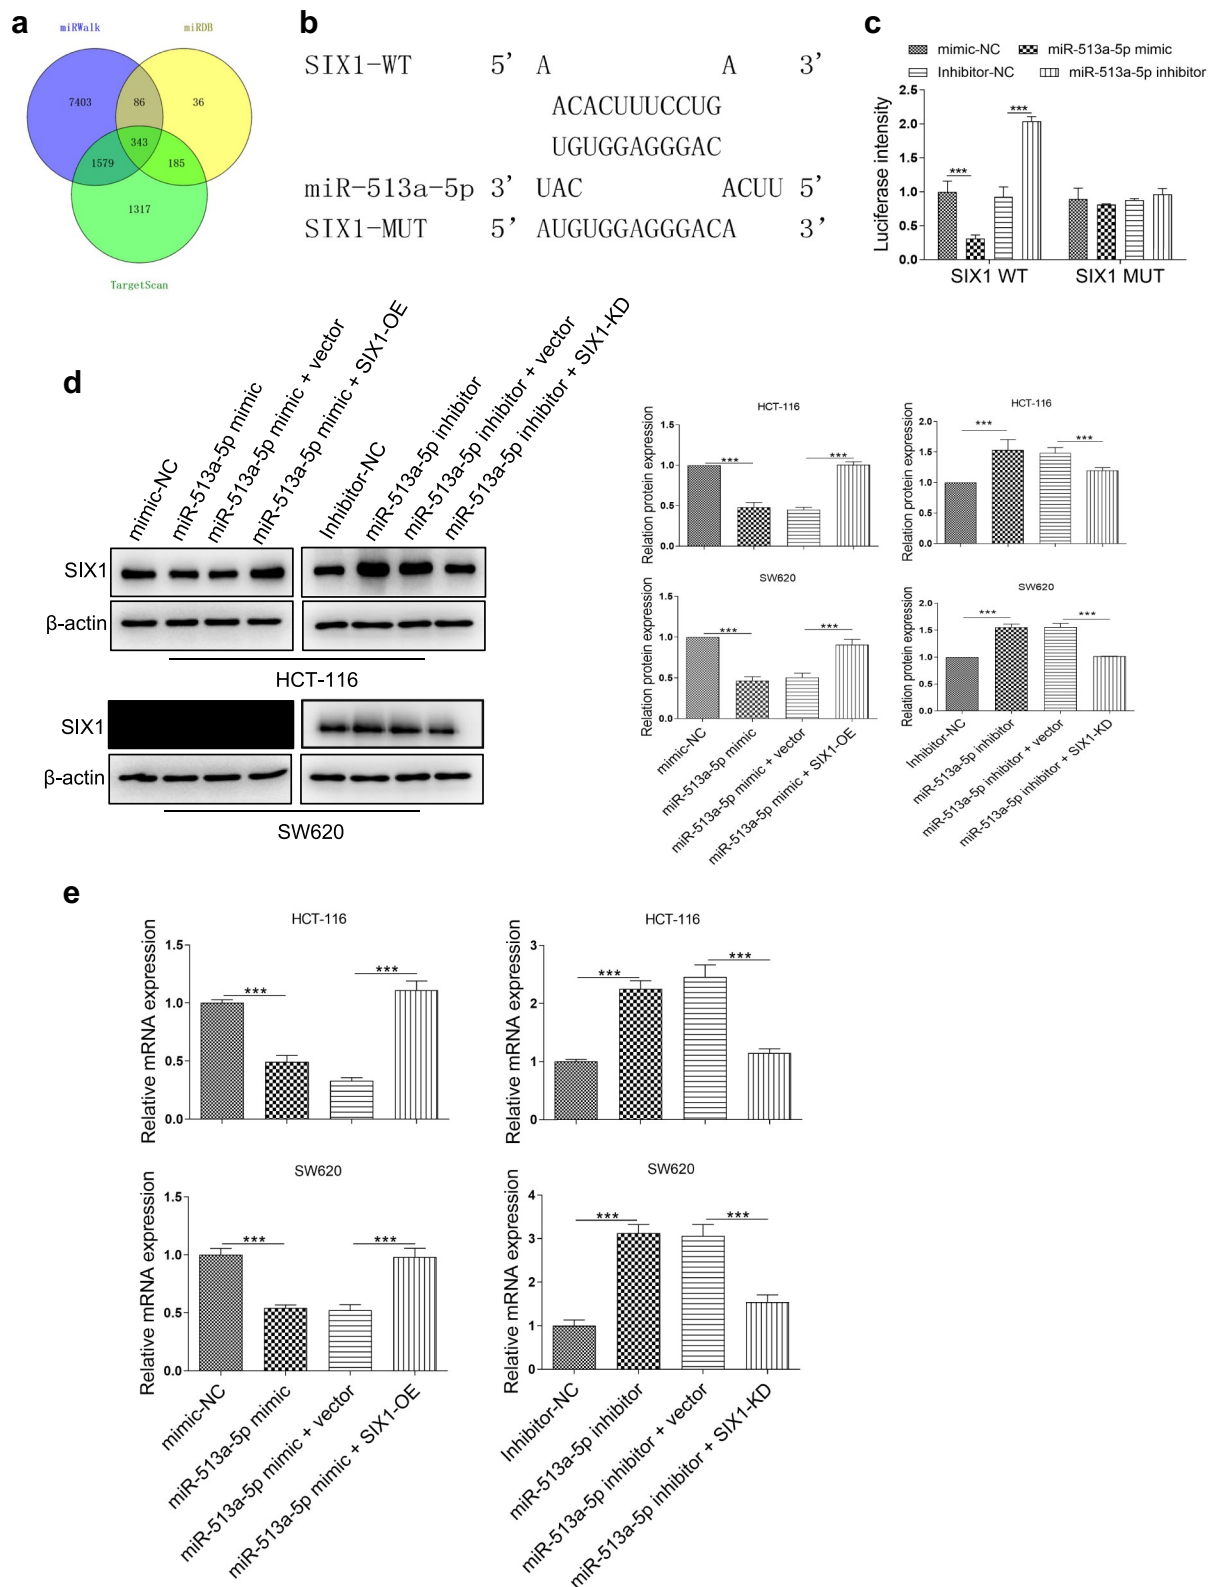 a
miRWalk
miRDB
7403
86
36
343
1579
185
1317
TargetScan
b
SIX1-WT 5’ A A 3’
ACACUUUCCUG
UGUGGAGGGAC
miR-513a-5p 3’ UAC ACUU 5’
SIX1-MUT 5’ AUGUGGAGGGACA 3’
c
mimic-NC miR-513a-5p mimic
Inhibitor-NC miR-513a-5p inhibitor
Luciferase intensity
2.5
2.0
1.5
1.0
0.5
0.0
***
***
SIX1 WT SIX1 MUT
d
mimic-NC
miR-513a-5p mimic
miR-513a-5p mimic + vector
miR-513a-5p mimic + SIX1-OE
Inhibitor-NC
miR-513a-5p inhibitor
miR-513a-5p inhibitor + vector
miR-513a-5p inhibitor + SIX1-KD
SIX1
β-actin
HCT-116
SIX1
β-actin
SW620
HCT-116
Relation protein expression
1.5
1.0
0.5
0.0
***
***
HCT-116
Relation protein expression
2.0
1.5
1.0
0.5
0.0
***
***
SW620
Relation protein expression
1.5
1.0
0.5
0.0
***
***
mimic-NC
miR-513a-5p mimic
miR-513a-5p mimic + vector
miR-513a-5p mimic + SIX1-OE
SW620
Relation protein expression
2.0
1.5
1.0
0.5
0.0
***
***
Inhibitor-NC
miR-513a-5p inhibitor
miR-513a-5p inhibitor + vector
miR-513a-5p inhibitor + SIX1-KD
e
HCT-116
Relative mRNA expression
1.5
1.0
0.5
0.0
***
***
HCT-116
Relative mRNA expression
3
2
1
0
***
***
SW620
Relative mRNA expression
1.5
1.0
0.5
0.0
***
***
mimic-NC
miR-513a-5p mimic
miR-513a-5p mimic + vector
miR-513a-5p mimic + SIX1-OE
SW620
Relative mRNA expression
4
3
2
1
0
***
***
Inhibitor-NC
miR-513a-5p inhibitor
miR-513a-5p inhibitor + vector
miR-513a-5p inhibitor + SIX1-KD